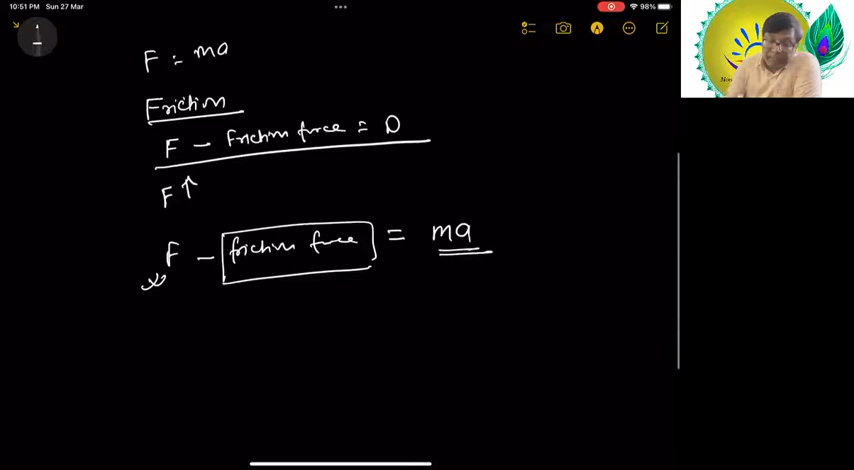 10:51 PM Sun 27 Mar
98%
F = ma
Friction
F - Friction force = 0
F ↑
F - friction force = ma